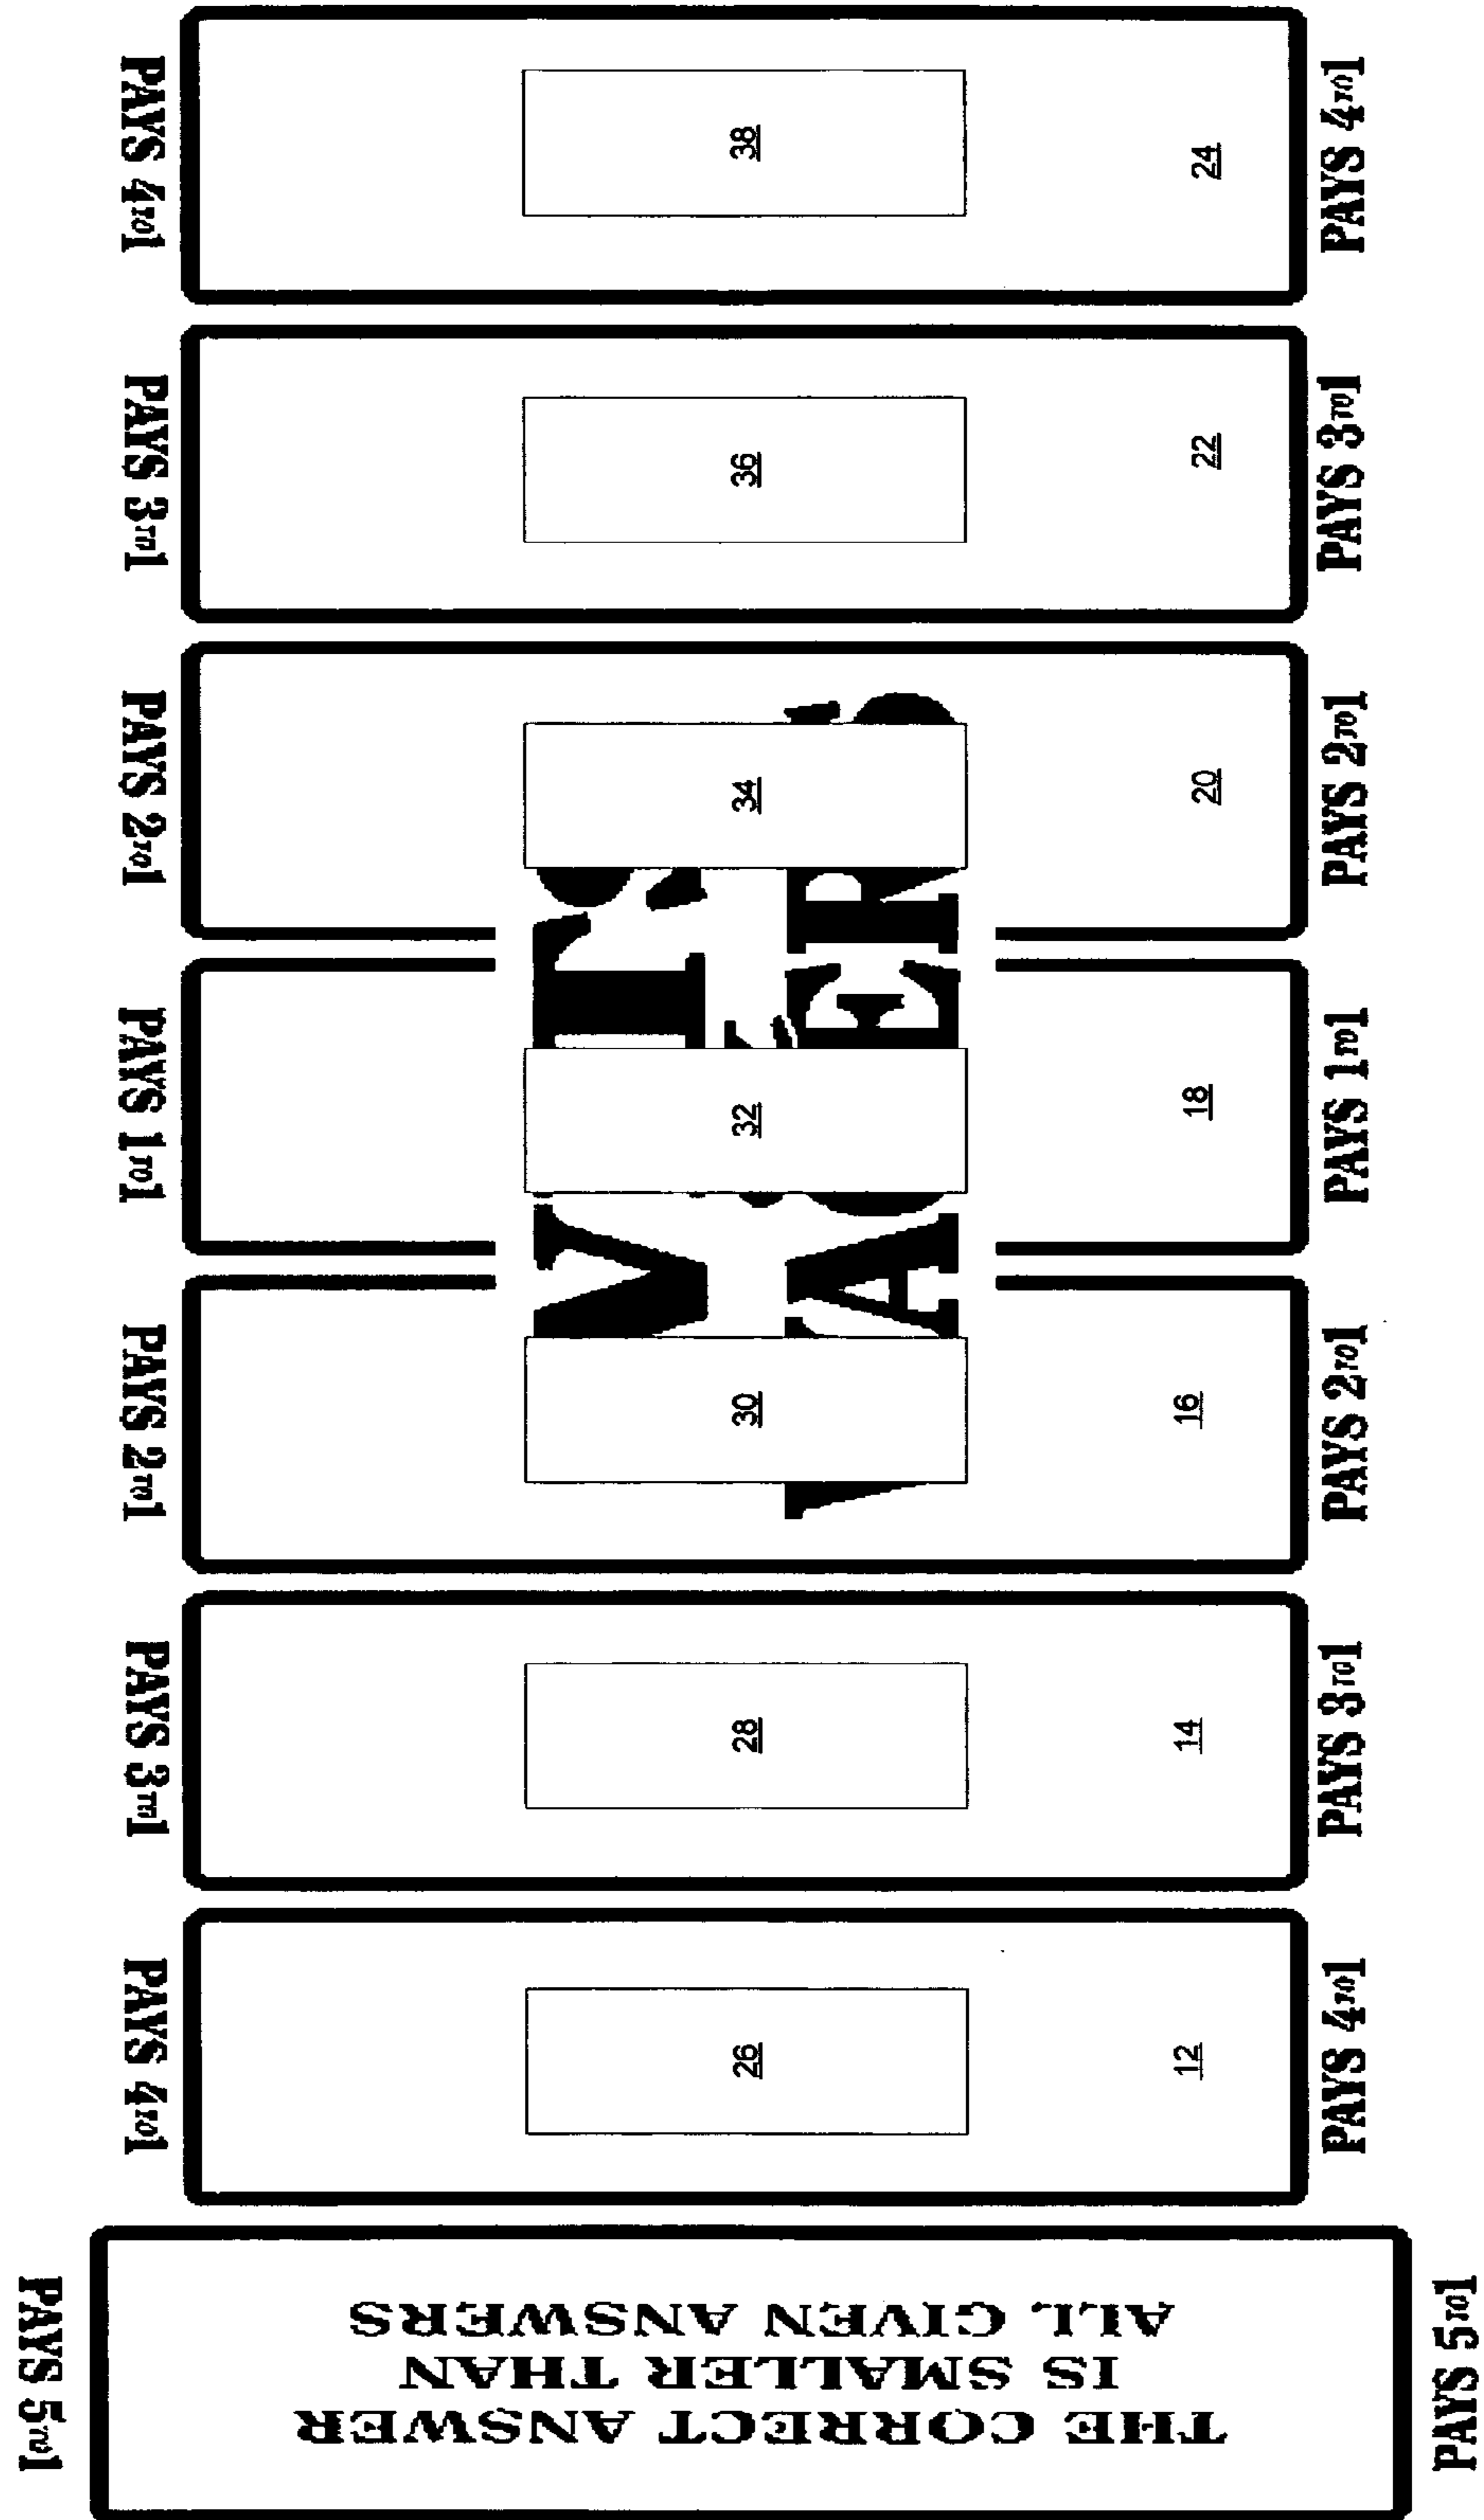 PAYS 4 TO 1
38
24
PAYS 4 TO 1
PAYS 3 TO 1
36
22
PAYS 3 TO 1
PAYS 2 TO 1
34
20
PAYS 2 TO 1
PAYS 1 TO 1
32
18
PAYS 1 TO 1
PAYS 2 TO 1
30
16
PAYS 2 TO 1
PAYS 3 TO 1
28
14
PAYS 3 TO 1
PAYS 4 TO 1
26
12
PAYS 4 TO 1
PAYS 5 TO 1
THE CORRECT ANSWER
IS SMALLER THAN
ALL GIVEN ANSWERS
PAYS 5 TO 1